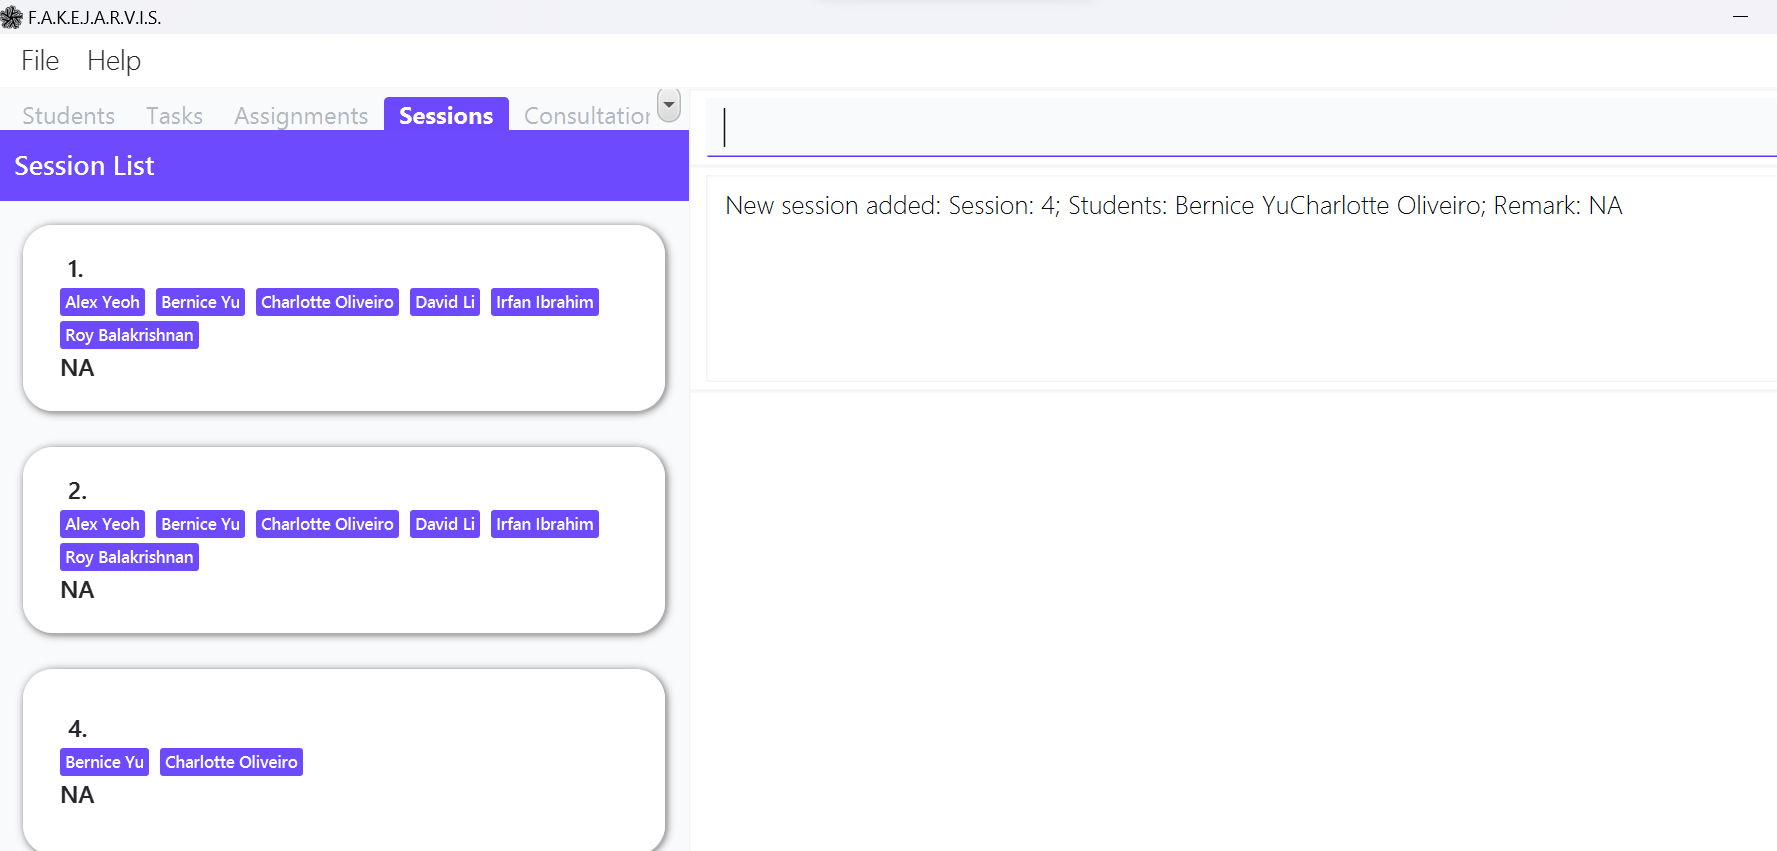 F.A.K.E.J.A.R.V.I.S.
File Help
Students Tasks Assignments Sessions Consultation
Session List
1.
Alex Yeoh Bernice Yu Charlotte Oliveiro David Li Irfan Ibrahim
Roy Balakrishnan
NA
2.
Alex Yeoh Bernice Yu Charlotte Oliveiro David Li Irfan Ibrahim
Roy Balakrishnan
NA
4.
Bernice Yu Charlotte Oliveiro
NA
New session added: Session: 4; Students: Bernice YuCharlotte Oliveiro; Remark: NA